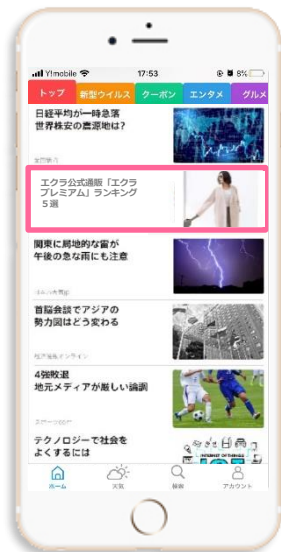 Y!mobile 17:53 8%
トップ 新型ウイルス クーポン エンタメ グルメ
日経平均が一時急落
世界株安の震源地は?
エクラ公式通販「エクラ
プレミアム」ランキング
5選
関東に局地的な雷が
午後の急な雨にも注意
首脳会談でアジアの
勢力図はどう変わる
4強敗退
地元メディアが厳しい論調
テクノロジーで社会を
よくするには
INTERNET OF THINGS
ホーム 天気 検索 アカウント